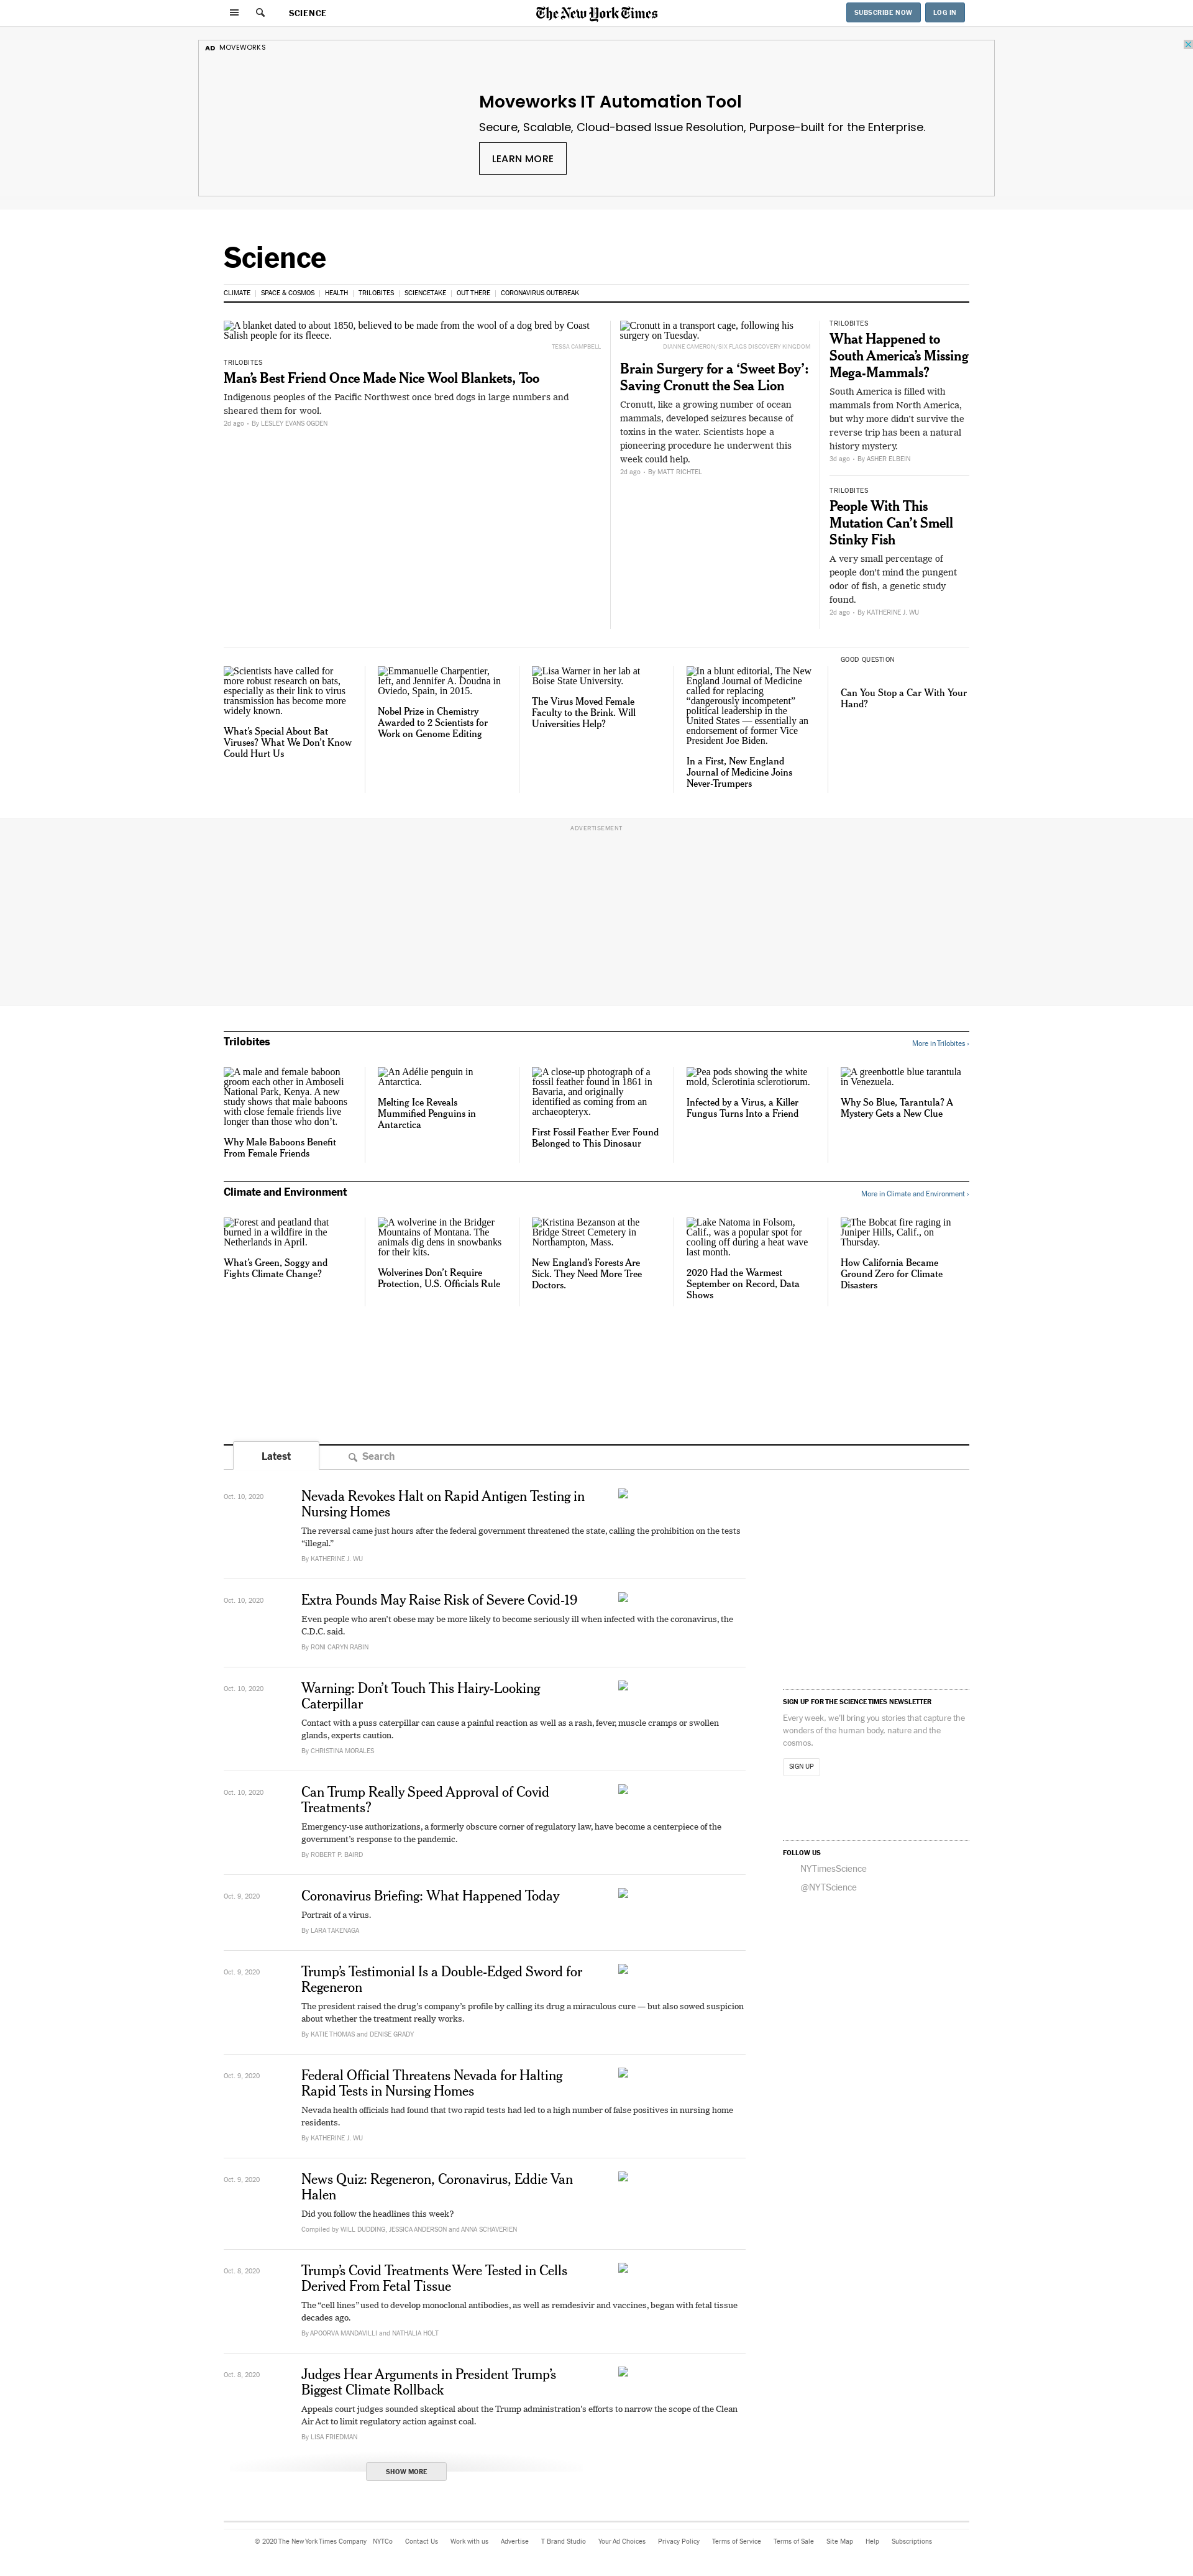 SCIENCE
The New York Times
SUBSCRIBE NOW
LOG IN
AD MOVEWORKS
Moveworks IT Automation Tool
Secure, Scalable, Cloud-based Issue Resolution, Purpose-built for the Enterprise.
LEARN MORE
Science
CLIMATE | SPACE & COSMOS | HEALTH | TRILOBITES | SCIENCETAKE | OUT THERE | CORONAVIRUS OUTBREAK
A blanket dated to about 1850, believed to be made from the wool of a dog bred by Coast
Salish people for its fleece.
TESSA CAMPBELL
TRILOBITES
Man's Best Friend Once Made Nice Wool Blankets, Too
Indigenous peoples of the Pacific Northwest once bred dogs in large numbers and
sheared them for wool.
2d ago • By LESLEY EVANS OGDEN
Cronutt in a transport cage, following his
surgery on Tuesday.
DIANNE CAMERON/SIX FLAGS DISCOVERY KINGDOM
Brain Surgery for a ‘Sweet Boy’:
Saving Cronutt the Sea Lion
Cronutt, like a growing number of ocean
mammals, developed seizures because of
toxins in the water. Scientists hope a
pioneering procedure he underwent this
week could help.
2d ago • By MATT RICHTEL
TRILOBITES
What Happened to
South America’s Missing
Mega-Mammals?
South America is filled with
mammals from North America,
but why more didn’t survive the
reverse trip has been a natural
history mystery.
3d ago • By ASHER ELBEIN
TRILOBITES
People With This
Mutation Can’t Smell
Stinky Fish
A very small percentage of
people don’t mind the pungent
odor of fish, a genetic study
found.
2d ago • By KATHERINE J. WU
Scientists have called for
more robust research on bats,
especially as their link to virus
transmission has become more
widely known.
What’s Special About Bat
Viruses? What We Don’t Know
Could Hurt Us
Emmanuelle Charpentier,
left, and Jennifer A. Doudna in
Oviedo, Spain, in 2015.
Nobel Prize in Chemistry
Awarded to 2 Scientists for
Work on Genome Editing
Lisa Warner in her lab at
Boise State University.
The Virus Moved Female
Faculty to the Brink. Will
Universities Help?
In a blunt editorial, The New
England Journal of Medicine
called for replacing
“dangerously incompetent”
political leadership in the
United States — essentially an
endorsement of former Vice
President Joe Biden.
In a First, New England
Journal of Medicine Joins
Never-Trumpers
GOOD QUESTION
Can You Stop a Car With Your
Hand?
ADVERTISEMENT
Trilobites
More in Trilobites ›
A male and female baboon
groom each other in Amboseli
National Park, Kenya. A new
study shows that male baboons
with close female friends live
longer than those who don’t.
Why Male Baboons Benefit
From Female Friends
An Adélie penguin in
Antarctica.
Melting Ice Reveals
Mummified Penguins in
Antarctica
A close-up photograph of a
fossil feather found in 1861 in
Bavaria, and originally
identified as coming from an
archaeopteryx.
First Fossil Feather Ever Found
Belonged to This Dinosaur
Pea pods showing the white
mold, Sclerotinia sclerotiorum.
Infected by a Virus, a Killer
Fungus Turns Into a Friend
A greenbottle blue tarantula
in Venezuela.
Why So Blue, Tarantula? A
Mystery Gets a New Clue
Climate and Environment
More in Climate and Environment ›
Forest and peatland that
burned in a wildfire in the
Netherlands in April.
What’s Green, Soggy and
Fights Climate Change?
A wolverine in the Bridger
Mountains of Montana. The
animals dig dens in snowbanks
for their kits.
Wolverines Don’t Require
Protection, U.S. Officials Rule
Kristina Bezanson at the
Bridge Street Cemetery in
Northampton, Mass.
New England’s Forests Are
Sick. They Need More Tree
Doctors.
Lake Natoma in Folsom,
Calif., was a popular spot for
cooling off during a heat wave
last month.
2020 Had the Warmest
September on Record, Data
Shows
The Bobcat fire raging in
Juniper Hills, Calif., on
Thursday.
How California Became
Ground Zero for Climate
Disasters
Latest
Search
Oct. 10, 2020
Nevada Revokes Halt on Rapid Antigen Testing in
Nursing Homes
The reversal came just hours after the federal government threatened the state, calling the prohibition on the tests
“illegal.”
By KATHERINE J. WU
Oct. 10, 2020
Extra Pounds May Raise Risk of Severe Covid-19
Even people who aren’t obese may be more likely to become seriously ill when infected with the coronavirus, the
C.D.C. said.
By RONI CARYN RABIN
Oct. 10, 2020
Warning: Don’t Touch This Hairy-Looking
Caterpillar
Contact with a puss caterpillar can cause a painful reaction as well as a rash, fever, muscle cramps or swollen
glands, experts caution.
By CHRISTINA MORALES
Oct. 10, 2020
Can Trump Really Speed Approval of Covid
Treatments?
Emergency-use authorizations, a formerly obscure corner of regulatory law, have become a centerpiece of the
government’s response to the pandemic.
By ROBERT P. BAIRD
Oct. 9, 2020
Coronavirus Briefing: What Happened Today
Portrait of a virus.
By LARA TAKENAGA
Oct. 9, 2020
Trump’s Testimonial Is a Double-Edged Sword for
Regeneron
The president raised the drug’s company’s profile by calling its drug a miraculous cure — but also sowed suspicion
about whether the treatment really works.
By KATIE THOMAS and DENISE GRADY
Oct. 9, 2020
Federal Official Threatens Nevada for Halting
Rapid Tests in Nursing Homes
Nevada health officials had found that two rapid tests had led to a high number of false positives in nursing home
residents.
By KATHERINE J. WU
Oct. 9, 2020
News Quiz: Regeneron, Coronavirus, Eddie Van
Halen
Did you follow the headlines this week?
Compiled by WILL DUDDING, JESSICA ANDERSON and ANNA SCHAVERIEN
Oct. 8, 2020
Trump’s Covid Treatments Were Tested in Cells
Derived From Fetal Tissue
The “cell lines” used to develop monoclonal antibodies, as well as remdesivir and vaccines, began with fetal tissue
decades ago.
By APOORVA MANDAVILLI and NATHALIA HOLT
Oct. 8, 2020
Judges Hear Arguments in President Trump’s
Biggest Climate Rollback
Appeals court judges sounded skeptical about the Trump administration’s efforts to narrow the scope of the Clean
Air Act to limit regulatory action against coal.
By LISA FRIEDMAN
SHOW MORE
SIGN UP FOR THE SCIENCE TIMES NEWSLETTER
Every week, we’ll bring you stories that capture the
wonders of the human body, nature and the
cosmos.
SIGN UP
FOLLOW US
NYTimesScience
@NYTScience
© 2020 The New York Times Company NYTCo Contact Us Work with us Advertise T Brand Studio Your Ad Choices Privacy Policy Terms of Service Terms of Sale Site Map Help Subscriptions